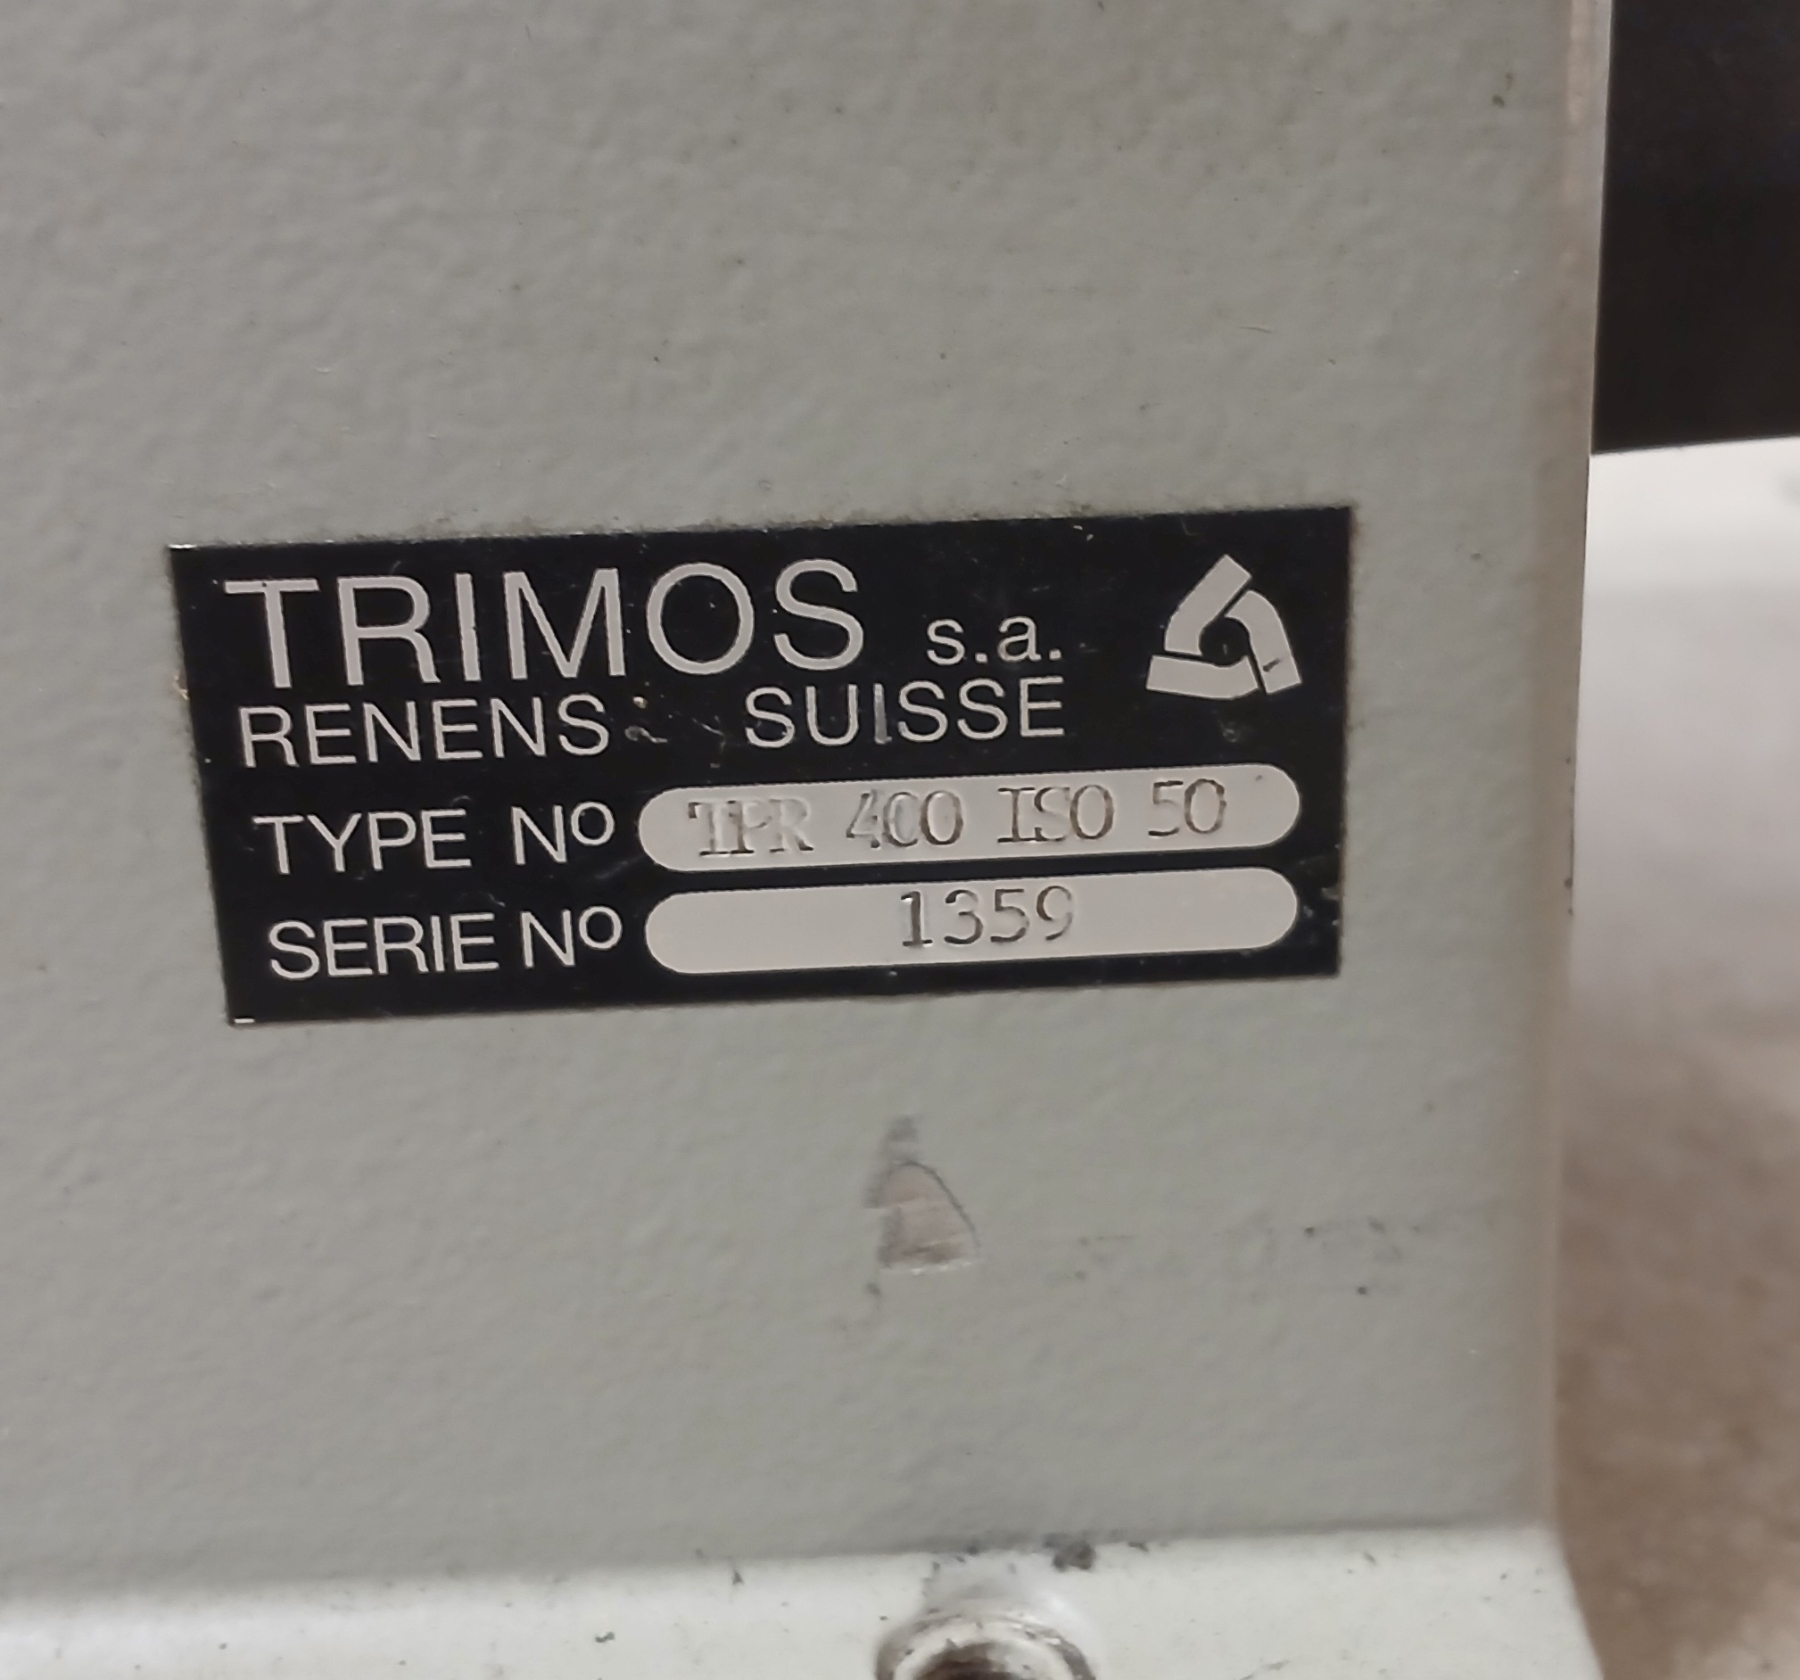 TRIMOS s.a.
RENENS SUISSE
TYPE No TPR 400 ISO 50
SERIE No 1359